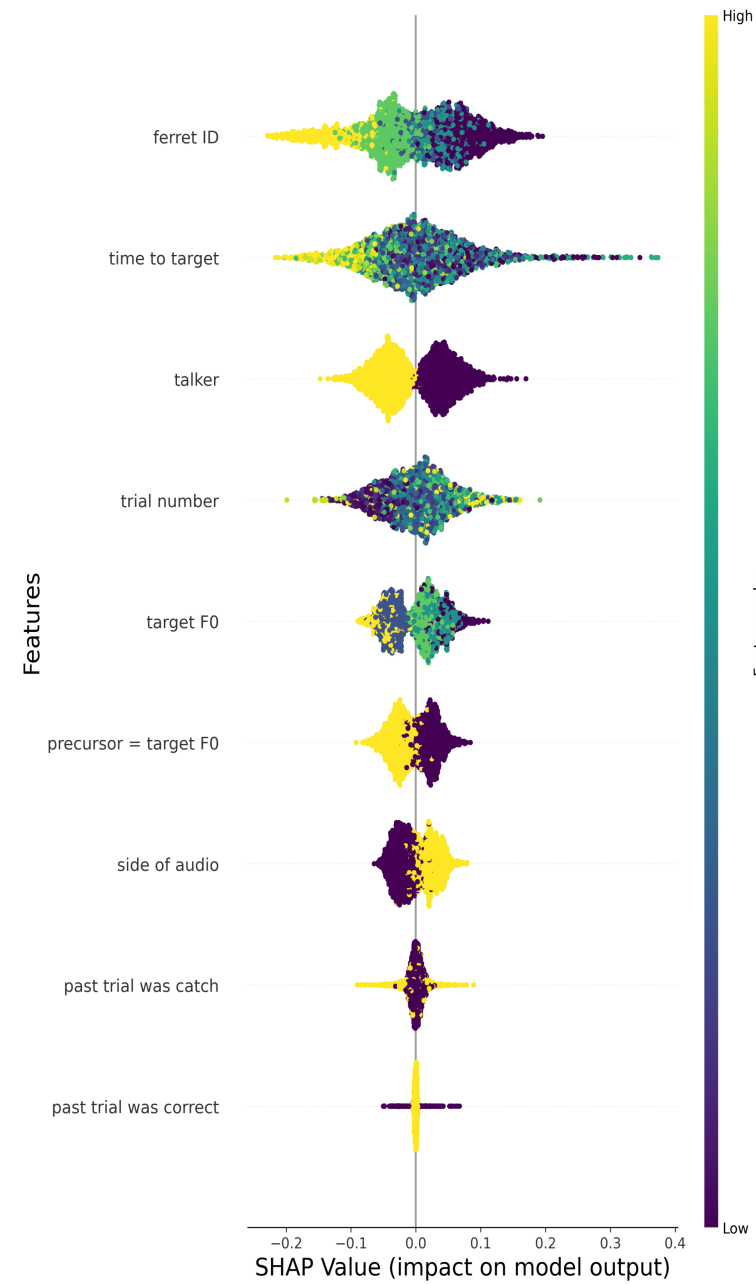 High
ferret ID
time to target
talker
trial number
target F0
Features
precursor = target F0
side of audio
past trial was catch
past trial was correct
Low
−0.2 −0.1 0.0 0.1 0.2 0.3 0.4
SHAP Value (impact on model output)